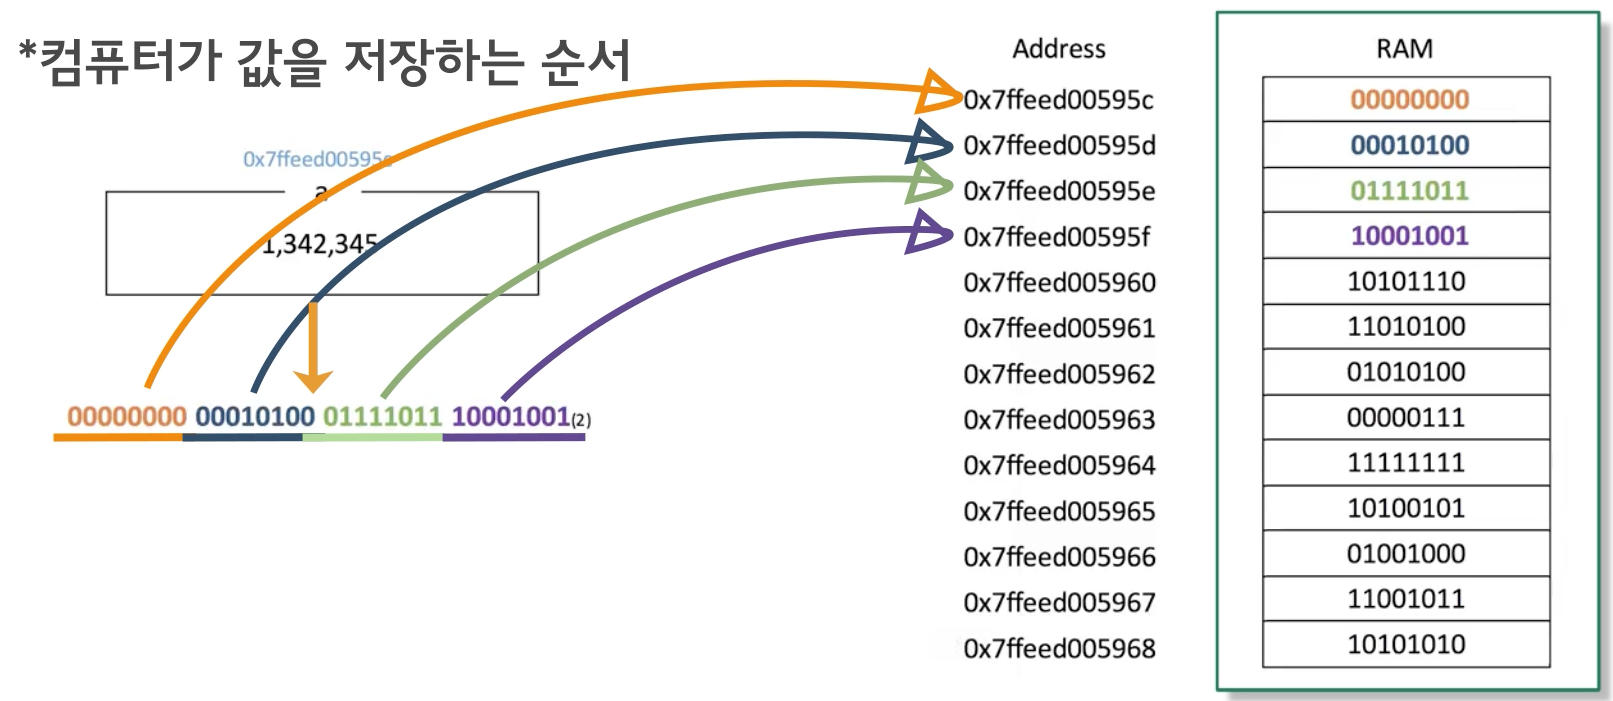 *컴퓨터가 값을 저장하는 순서
0x7ffeed00595c
a
1,342,345
00000000 00010100 01111011 10001001(2)
Address RAM
0x7ffeed00595c 00000000
0x7ffeed00595d 00010100
0x7ffeed00595e 01111011
0x7ffeed00595f 10001001
0x7ffeed005960 10101110
0x7ffeed005961 11010100
0x7ffeed005962 01010100
0x7ffeed005963 00000111
0x7ffeed005964 11111111
0x7ffeed005965 10100101
0x7ffeed005966 01001000
0x7ffeed005967 11001011
0x7ffeed005968 10101010